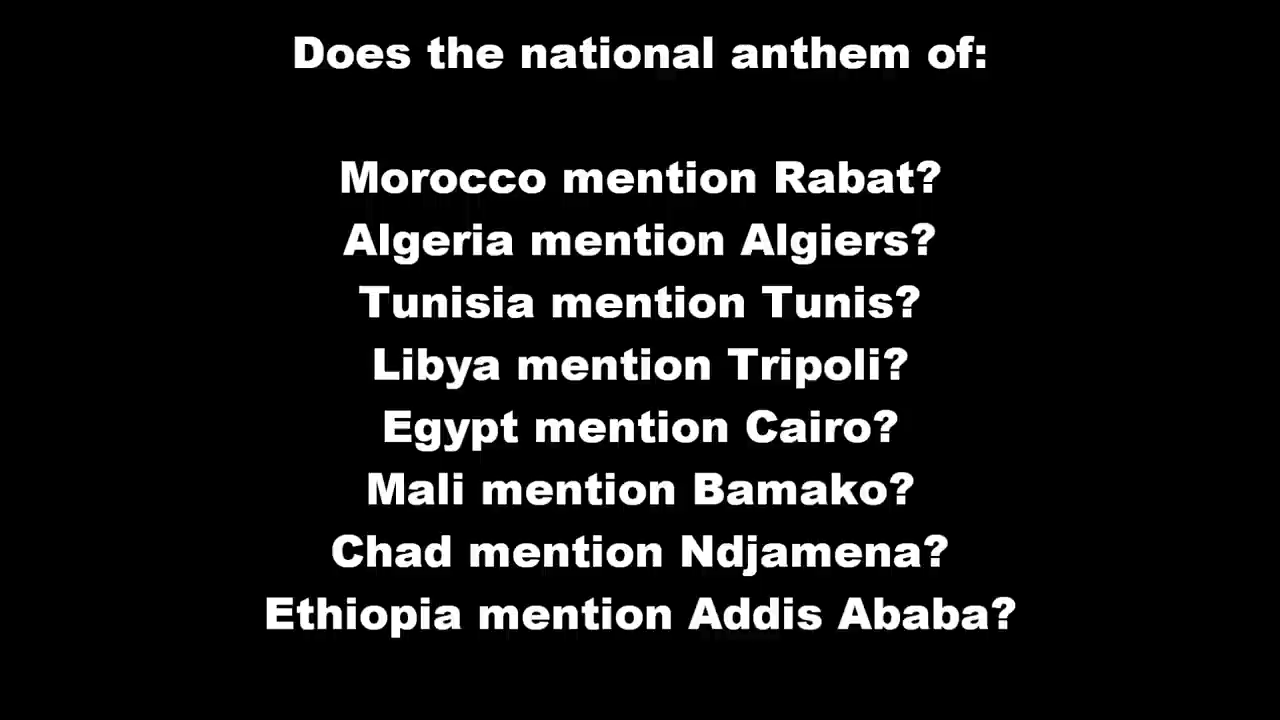 Does the national anthem of:
Morocco mention Rabat?
Algeria mention Algiers?
Tunisia mention Tunis?
Libya mention Tripoli?
Egypt mention Cairo?
Mali mention Bamako?
Chad mention Ndjamena?
Ethiopia mention Addis Ababa?